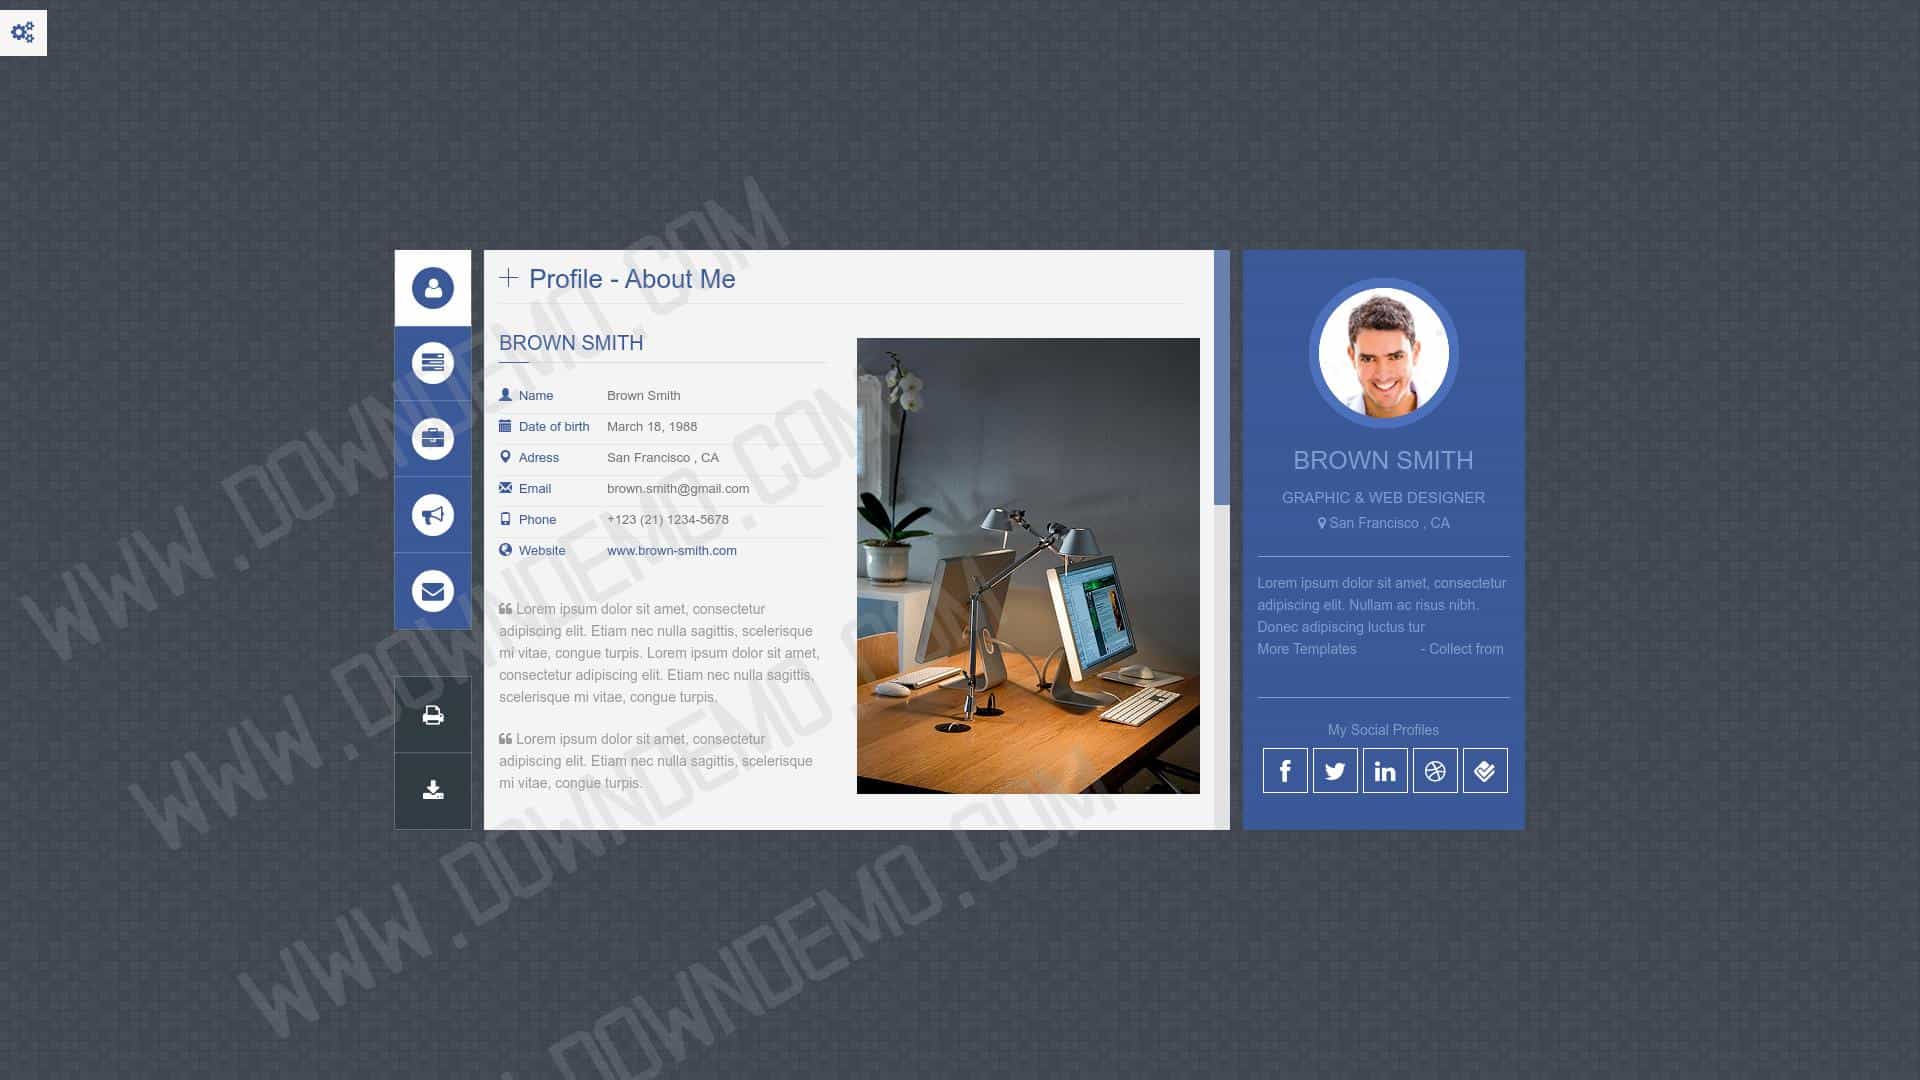 Profile - About Me
BROWN SMITH
Name Brown Smith
Date of birth March 18, 1988
Adress San Francisco , CA
Email brown.smith@gmail.com
Phone +123 (21) 1234-5678
Website www.brown-smith.com
Lorem ipsum dolor sit amet, consectetur
adipiscing elit. Etiam nec nulla sagittis, scelerisque
mi vitae, congue turpis. Lorem ipsum dolor sit amet,
consectetur adipiscing elit. Etiam nec nulla sagittis,
scelerisque mi vitae, congue turpis.
Lorem ipsum dolor sit amet, consectetur
adipiscing elit. Etiam nec nulla sagittis, scelerisque
mi vitae, congue turpis.
BROWN SMITH
GRAPHIC & WEB DESIGNER
San Francisco , CA
Lorem ipsum dolor sit amet, consectetur
adipiscing elit. Nullam ac risus nibh.
Donec adipiscing luctus tur
More Templates - Collect from
My Social Profiles
WWW.DOWNDEMO.COM
WWW.DOWNDEMO.COM
WWW.DOWNDEMO.COM
DOWNDEMO.COM